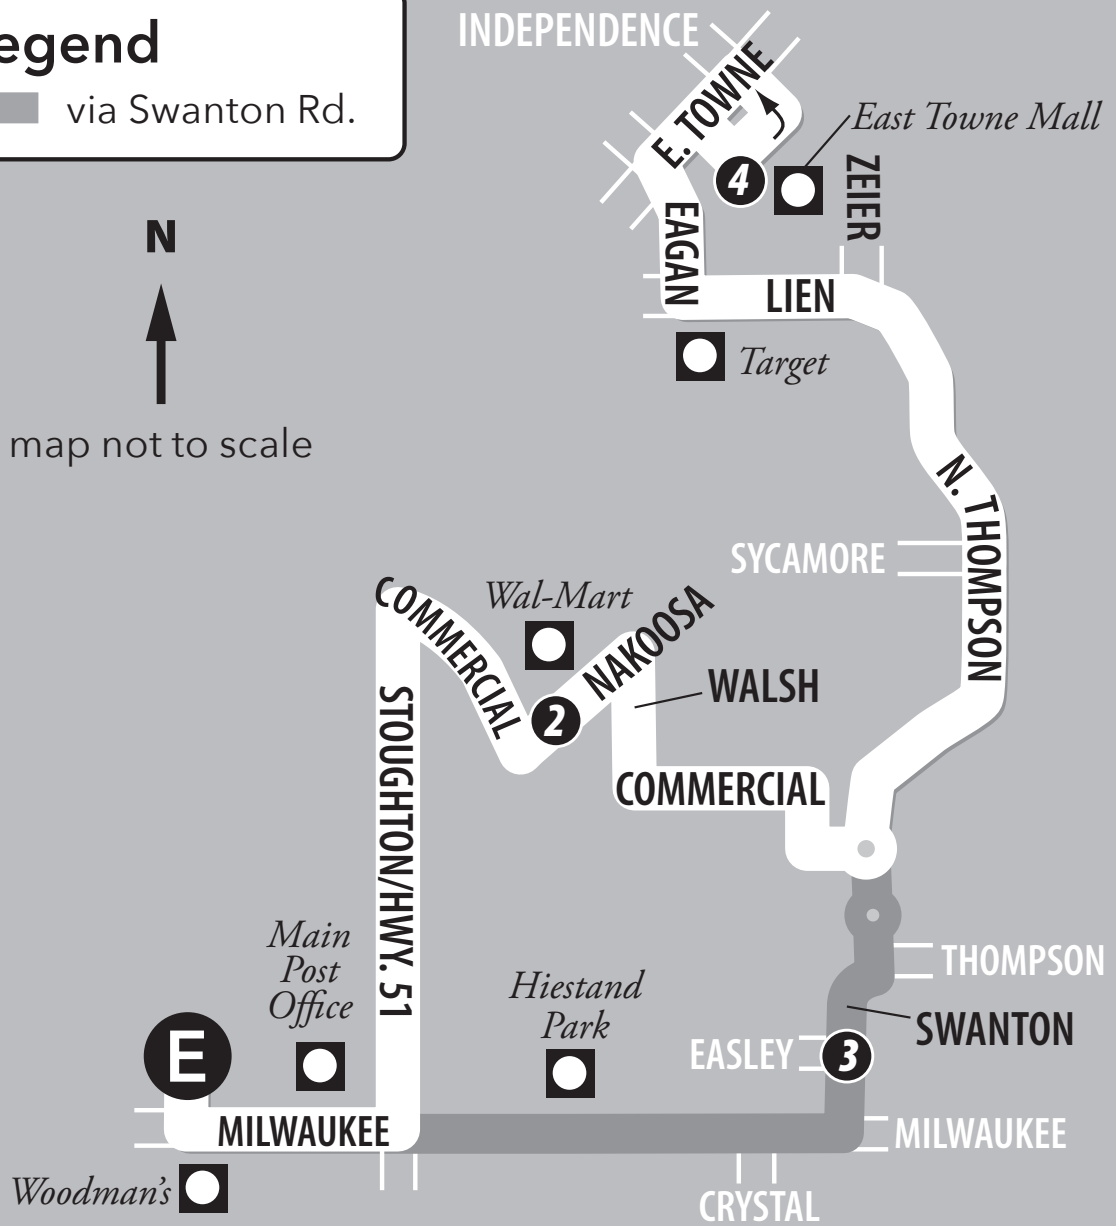 egend
via Swanton Rd.
INDEPENDENCE
E. TOWNE
East Towne Mall
4
ZEIER
N
EAGAN
LIEN
Target
map not to scale
N. THOMPSON
SYCAMORE
COMMERCIAL
Wal-Mart
NAKOOSA
WALSH
2
STOUGHTON/HWY. 51
COMMERCIAL
Main
Post
Office
Hiestand
Park
THOMPSON
SWANTON
E
EASLEY
3
MILWAUKEE
MILWAUKEE
Woodman's
CRYSTAL